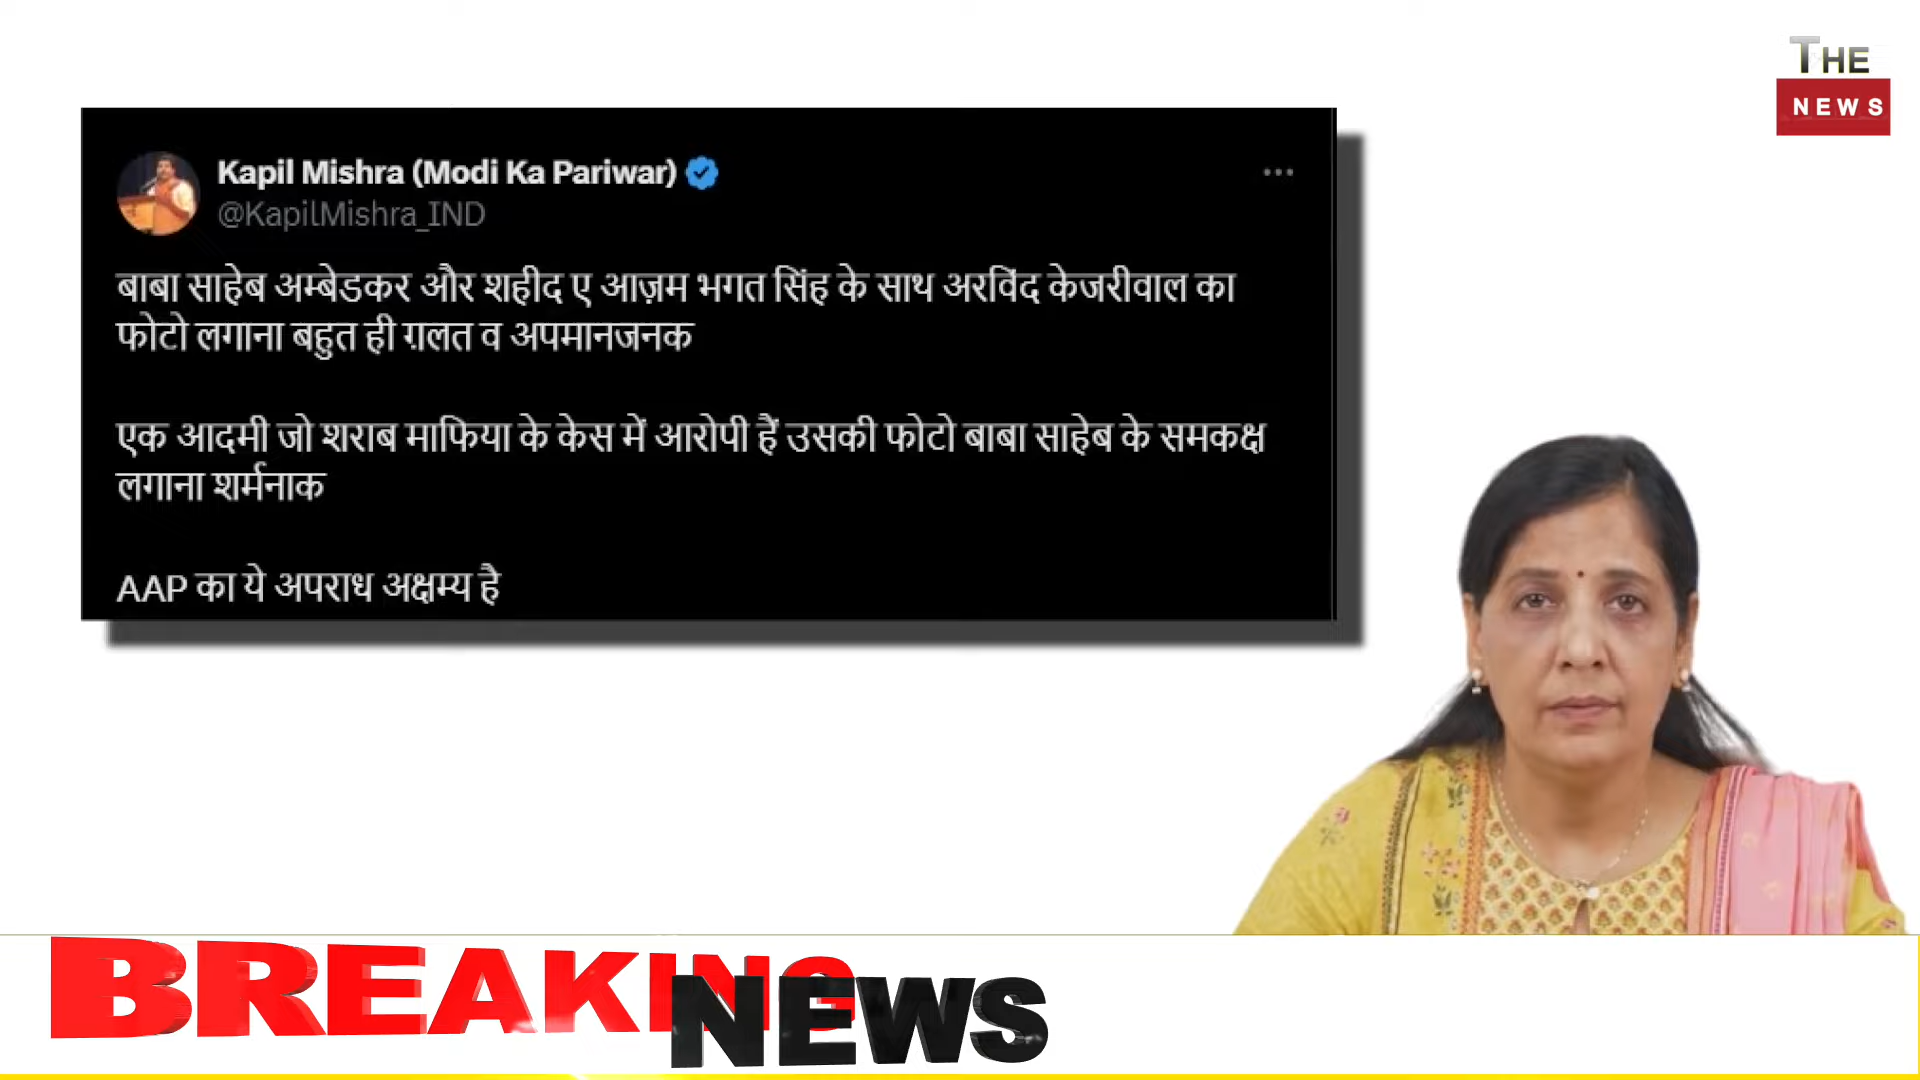 THE
NEWS
Kapil Mishra (Modi Ka Pariwar)
@KapilMishra_IND
बाबा साहेब अम्बेडकर और शहीद ए आज़म भगत सिंह के साथ अरविंद केजरीवाल का
फोटो लगाना बहुत ही ग़लत व अपमानजनक
एक आदमी जो शराब माफिया के केस में आरोपी हैं उसकी फोटो बाबा साहेब के समकक्ष
लगाना शर्मनाक
AAP का ये अपराध अक्षम्य है
BREAKING
NEWS